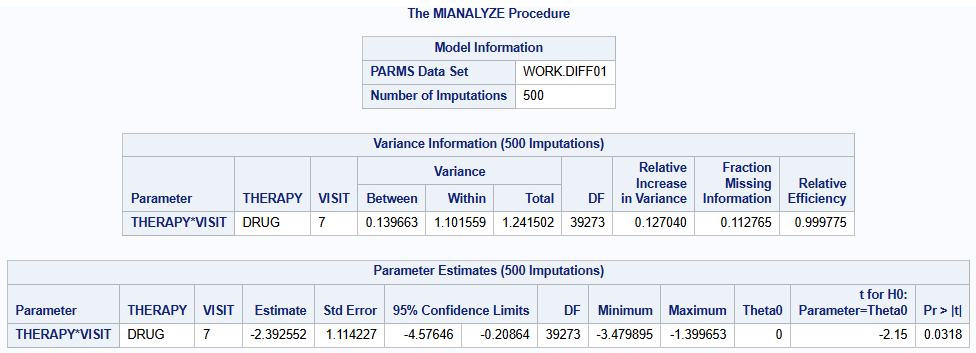 The MIANALYZE Procedure
Model Information
PARMS Data Set WORK.DIFF01
Number of Imputations 500
Variance Information (500 Imputations)
Parameter THERAPY VISIT Variance DF Relative Increase in Variance Fraction Missing Information Relative Efficiency
Between Within Total
THERAPY*VISIT DRUG 7 0.139663 1.101559 1.241502 39273 0.127040 0.112765 0.999775
Parameter Estimates (500 Imputations)
Parameter THERAPY VISIT Estimate Std Error 95% Confidence Limits DF Minimum Maximum Theta0 t for H0: Parameter=Theta0 Pr > |t|
THERAPY*VISIT DRUG 7 -2.392552 1.114227 -4.57646 -0.20864 39273 -3.479895 -1.399653 0 -2.15 0.0318